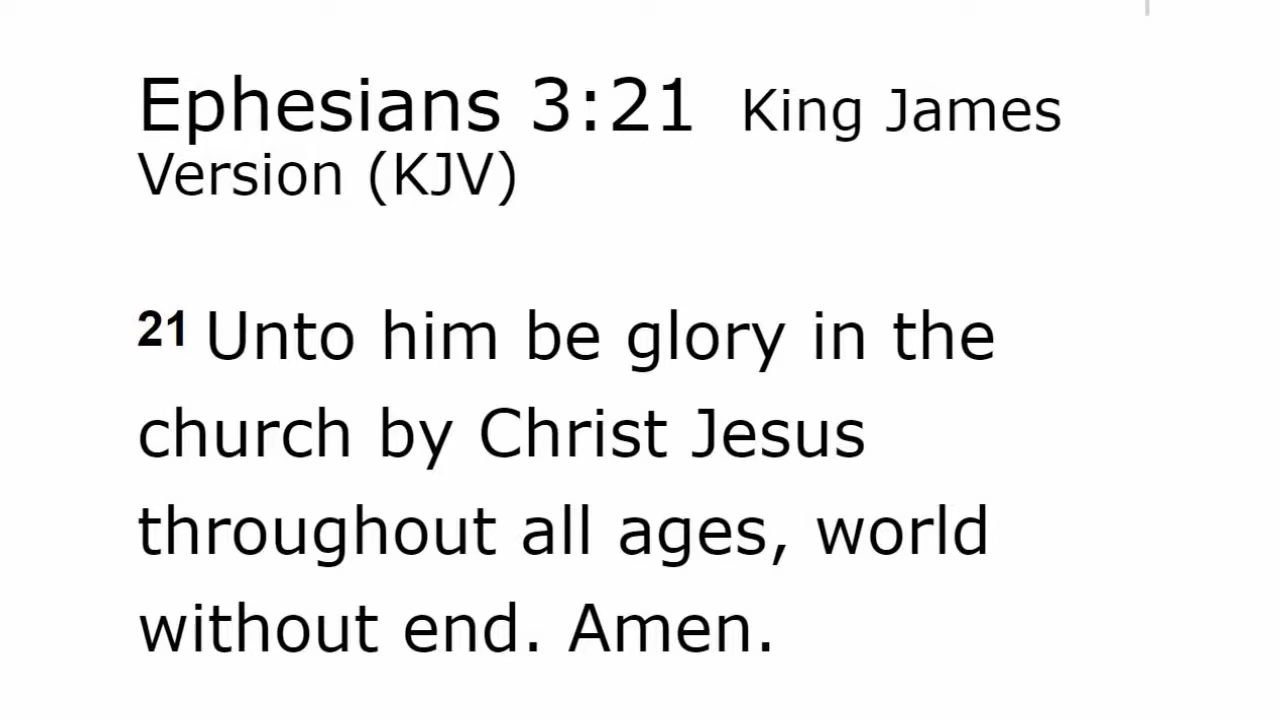 Ephesians 3:21 King James
Version (KJV)
21 Unto him be glory in the
church by Christ Jesus
throughout all ages, world
without end. Amen.